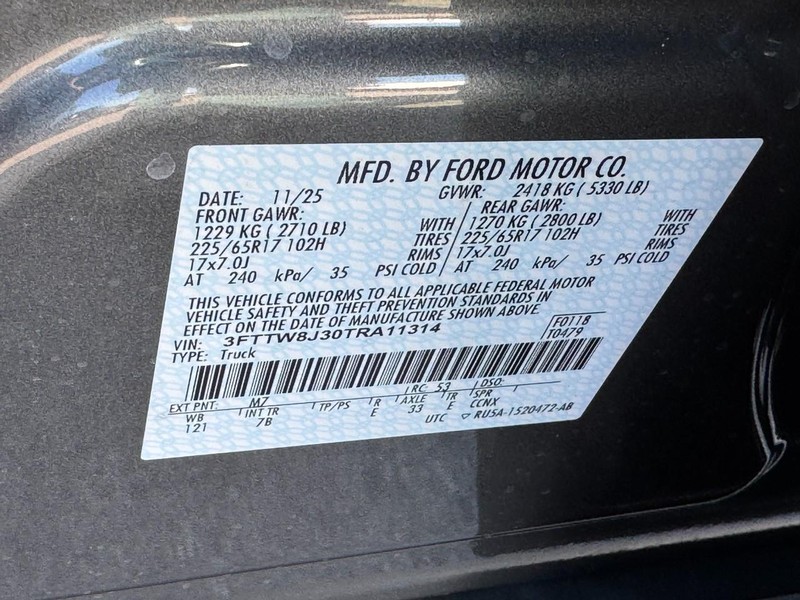 MFD. BY FORD MOTOR CO.
DATE: 11/25 GVWR: 2418 KG ( 5330 LB)
FRONT GAWR: REAR GAWR:
1229 KG ( 2710 LB) WITH 1270 KG ( 2800 LB) WITH
225/65R17 102H TIRES 225/65R17 102H TIRES
17x7.0J RIMS 17x7.0J RIMS
AT 240 kPa/ 35 PSI COLD AT 240 kPa/ 35 PSI COLD
THIS VEHICLE CONFORMS TO ALL APPLICABLE FEDERAL MOTOR
VEHICLE SAFETY AND THEFT PREVENTION STANDARDS IN
EFFECT ON THE DATE OF MANUFACTURE SHOWN ABOVE.
VIN: 3FTTW8J30TRA11314 F0118
TYPE: Truck T0479
EXT PNT: M7 RC: 53 DSO:
WB INT TR TP/PS R AXLE TR SPR
121 7B E 33 E CCNX
UTC ▽ RU5A-1520472-AB